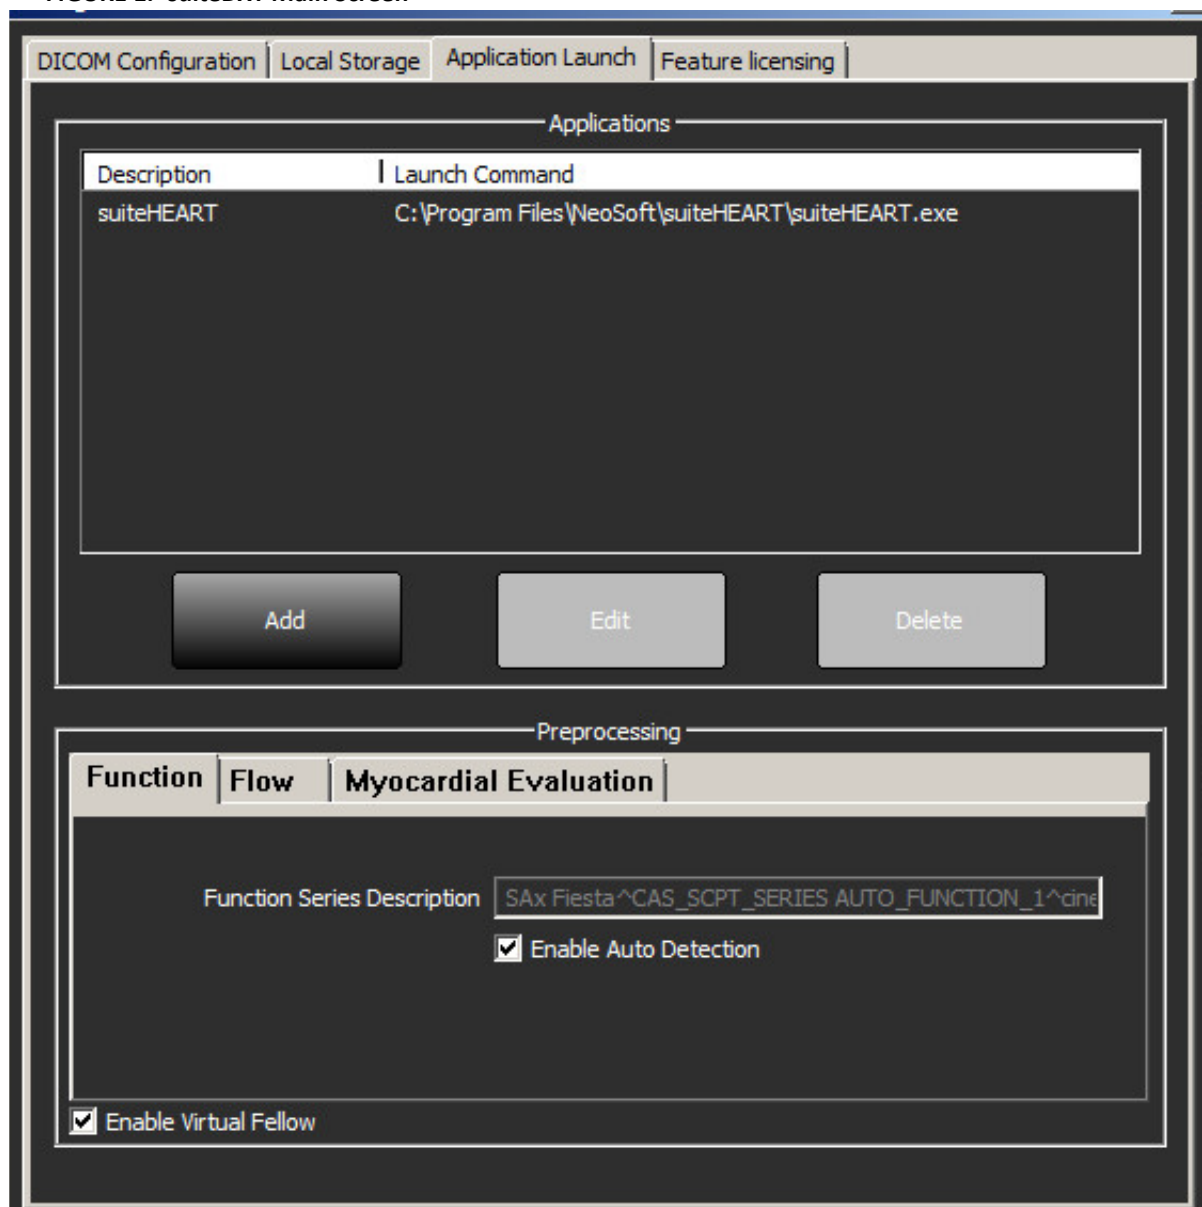 DICOM Configuration Local Storage Application Launch Feature licensing
Applications
Description Launch Command
suiteHEART C:\Program Files\NeoSoft\suiteHEART\suiteHEART.exe
Add Edit Delete
Preprocessing
Function Flow Myocardial Evaluation
Function Series Description SAx Fiesta^CAS_SCPT_SERIES AUTO_FUNCTION_1^cine
Enable Auto Detection
Enable Virtual Fellow